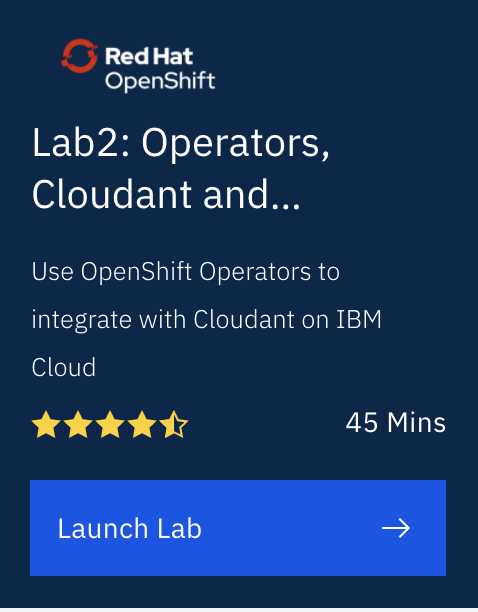 Red Hat
OpenShift
Lab2: Operators,
Cloudant and...
Use OpenShift Operators to
integrate with Cloudant on IBM
Cloud
45 Mins
Launch Lab